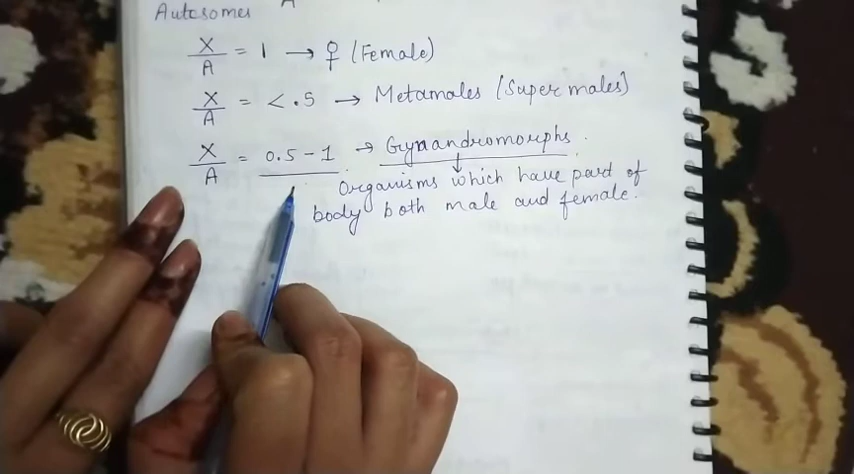 Autosomes A
X/A = 1 → ♀ (Female)
X/A = < .5 → Metamales (Super males)
X/A = 0.5 - 1 → Gynandromorphs.
Organisms which have part of
body both male and female.